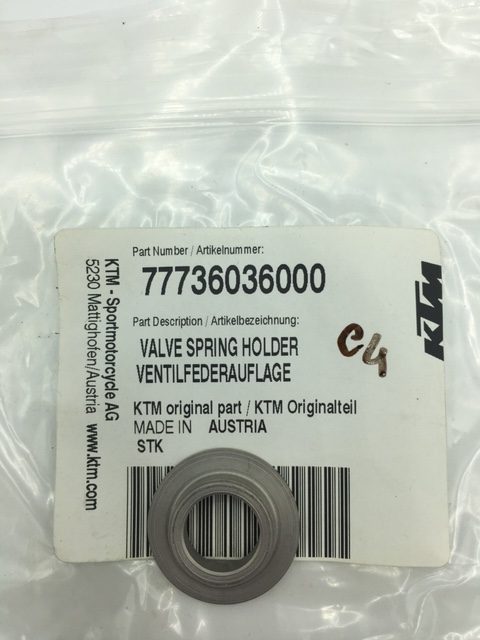 Part Number / Artikelnummer:
77736036000
Part Description / Artikelbezeichnung:
VALVE SPRING HOLDER
VENTILFEDERAUFLAGE
KTM original part / KTM Originalteil
MADE IN AUSTRIA
STK
KTM - Sportmotorcycle AG
5230 Mattighofen/Austria www.ktm.com
KTM
C4